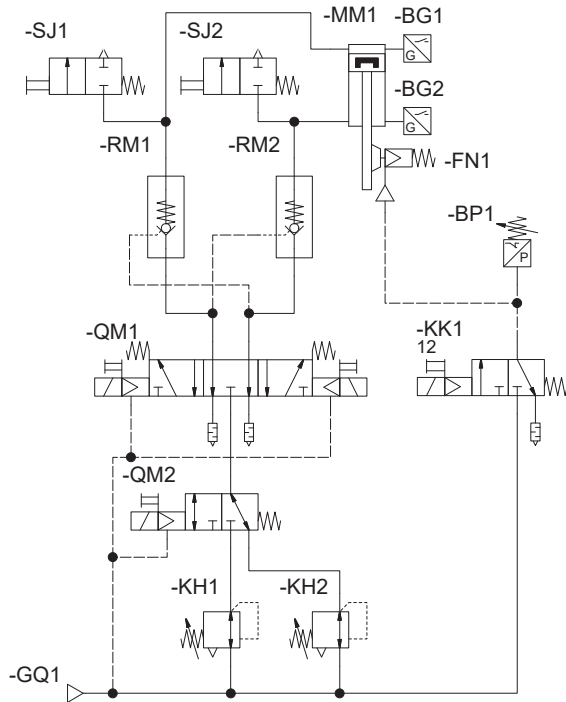 -SJ1
-SJ2
-MM1
-BG1
G
-BG2
G
-RM1
-RM2
-FN1
-BP1
P
-QM1
-KK1
12
-QM2
-KH1
-KH2
-GQ1